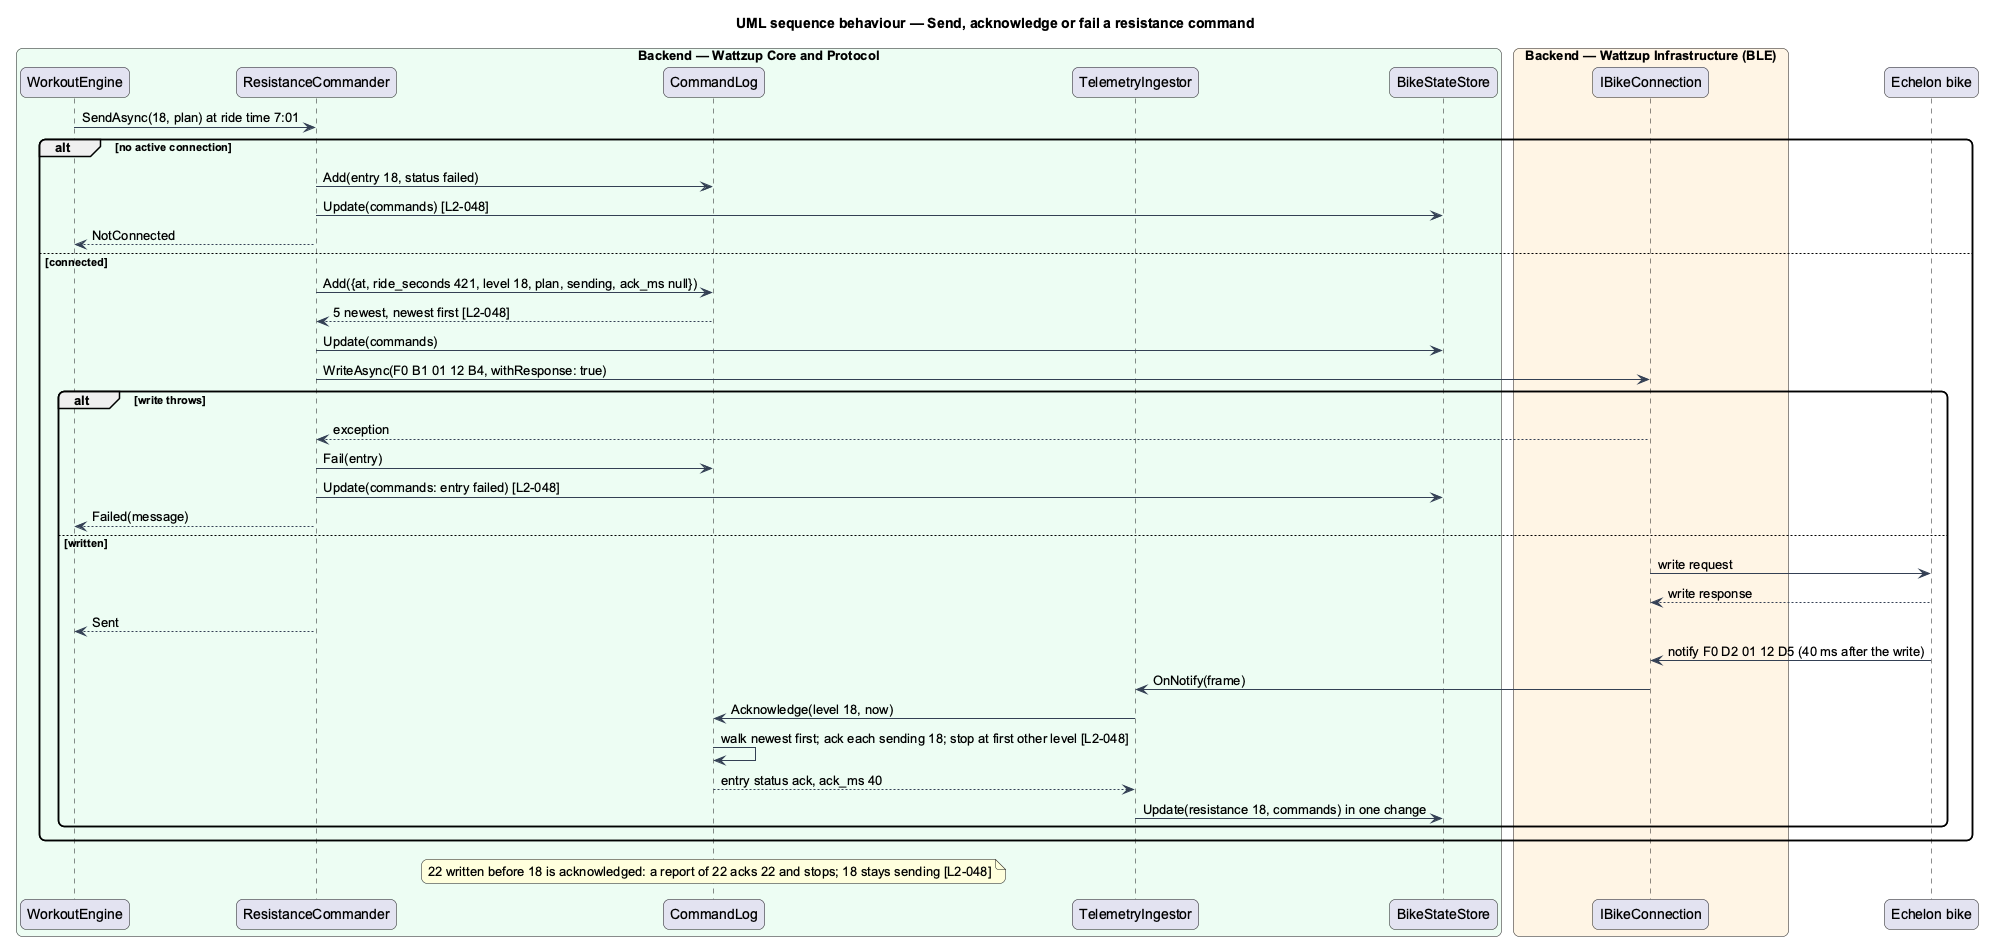 UML sequence behaviour — Send, acknowledge or fail a resistance command
Backend — Wattzup Core and Protocol
Backend — Wattzup Infrastructure (BLE)
WorkoutEngine
ResistanceCommander
CommandLog
TelemetryIngestor
BikeStateStore
IBikeConnection
Echelon bike
SendAsync(18, plan) at ride time 7:01
alt
[no active connection]
Add(entry 18, status failed)
Update(commands) [L2-048]
NotConnected
[connected]
Add({at, ride_seconds 421, level 18, plan, sending, ack_ms null})
5 newest, newest first [L2-048]
Update(commands)
WriteAsync(F0 B1 01 12 B4, withResponse: true)
alt
[write throws]
exception
Fail(entry)
Update(commands: entry failed) [L2-048]
Failed(message)
[written]
write request
write response
Sent
notify F0 D2 01 12 D5 (40 ms after the write)
OnNotify(frame)
Acknowledge(level 18, now)
walk newest first; ack each sending 18; stop at first other level [L2-048]
entry status ack, ack_ms 40
Update(resistance 18, commands) in one change
22 written before 18 is acknowledged: a report of 22 acks 22 and stops; 18 stays sending [L2-048]
WorkoutEngine
ResistanceCommander
CommandLog
TelemetryIngestor
BikeStateStore
IBikeConnection
Echelon bike